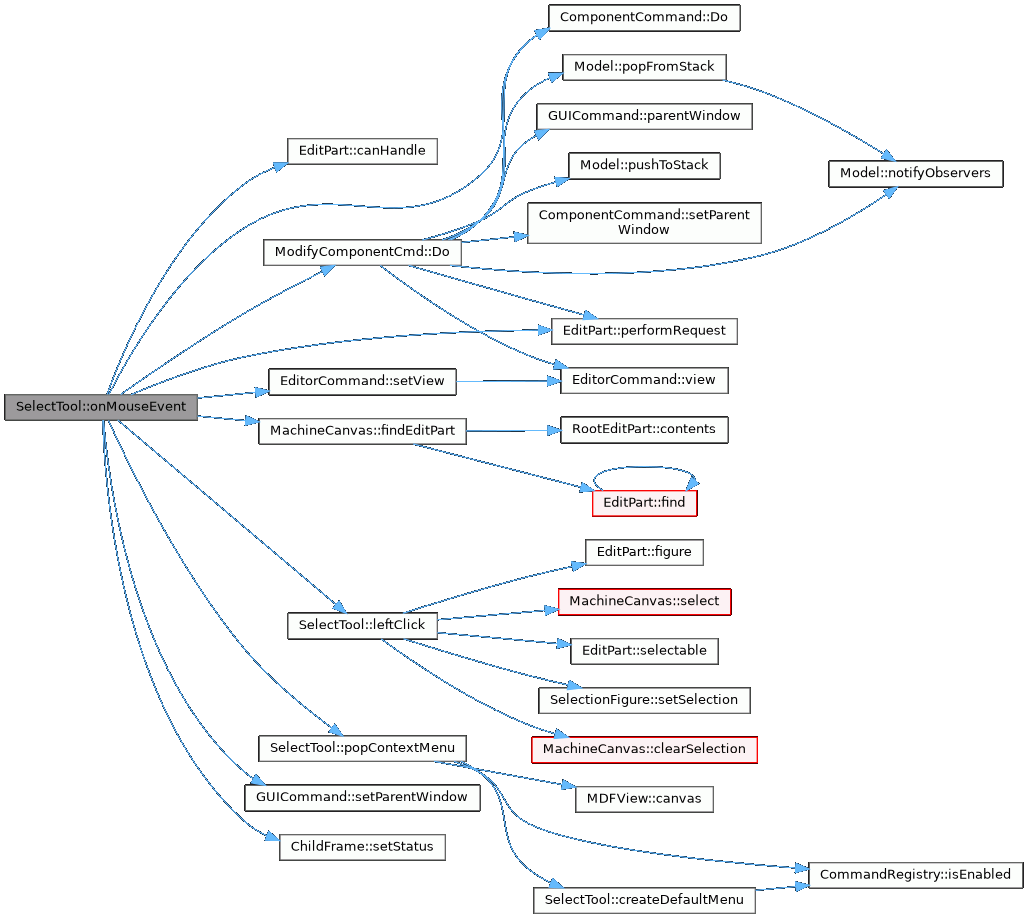 ComponentCommand::Do
Model::popFromStack
GUICommand::parentWindow
EditPart::canHandle
Model::pushToStack
Model::notifyObservers
ComponentCommand::setParent
Window
ModifyComponentCmd::Do
EditPart::performRequest
EditorCommand::setView
EditorCommand::view
SelectTool::onMouseEvent
MachineCanvas::findEditPart
RootEditPart::contents
EditPart::find
EditPart::figure
MachineCanvas::select
SelectTool::leftClick
EditPart::selectable
SelectionFigure::setSelection
SelectTool::popContextMenu
MachineCanvas::clearSelection
GUICommand::setParentWindow
MDFView::canvas
ChildFrame::setStatus
CommandRegistry::isEnabled
SelectTool::createDefaultMenu